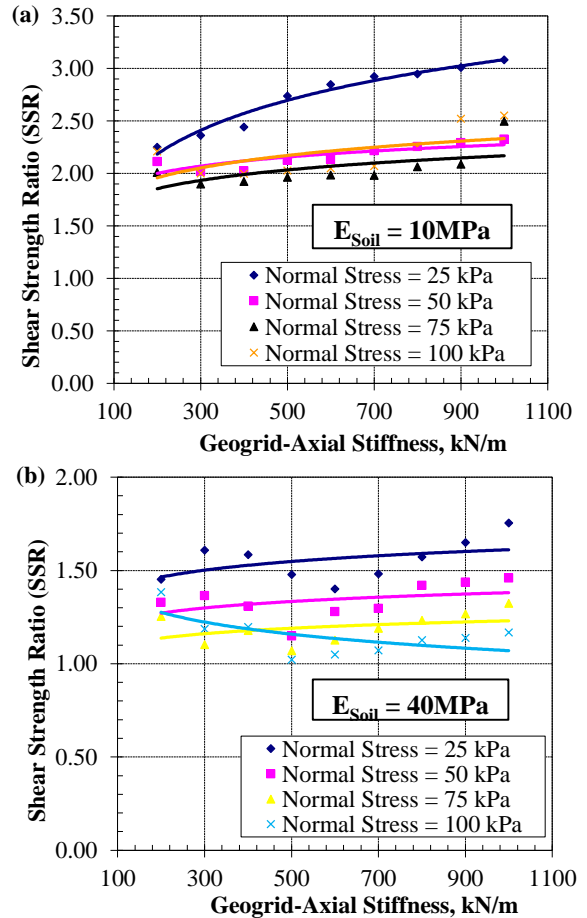 (a)
Shear Strength Ratio (SSR)
3.50
3.00
2.50
2.00
1.50
1.00
0.50
0.00
E_Soil = 10MPa
Normal Stress = 25 kPa
Normal Stress = 50 kPa
Normal Stress = 75 kPa
Normal Stress = 100 kPa
100 300 500 700 900 1100
Geogrid-Axial Stiffness, kN/m
(b)
Shear Strength Ratio (SSR)
2.00
1.50
1.00
0.50
0.00
E_Soil = 40MPa
Normal Stress = 25 kPa
Normal Stress = 50 kPa
Normal Stress = 75 kPa
Normal Stress = 100 kPa
100 300 500 700 900 1100
Geogrid-Axial Stiffness, kN/m